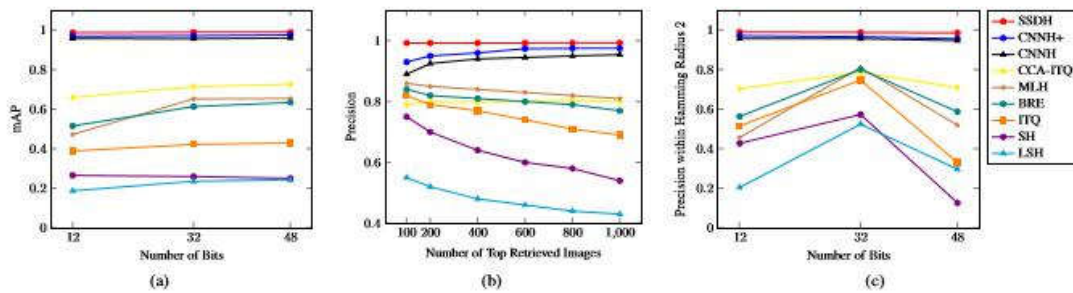 1
0.8
0.6
0.4
0.2
0
mAP
12 32 48
Number of Bits
(a)
1
0.8
0.6
0.4
Precision
100 200 400 600 800 1,000
Number of Top Retrieved Images
(b)
1
0.8
0.6
0.4
0.2
0
Precision within Hamming Radius 2
12 32 48
Number of Bits
(c)
SSDH
CNNH+
CNNH
CCA-ITQ
MLH
BRE
ITQ
SH
LSH